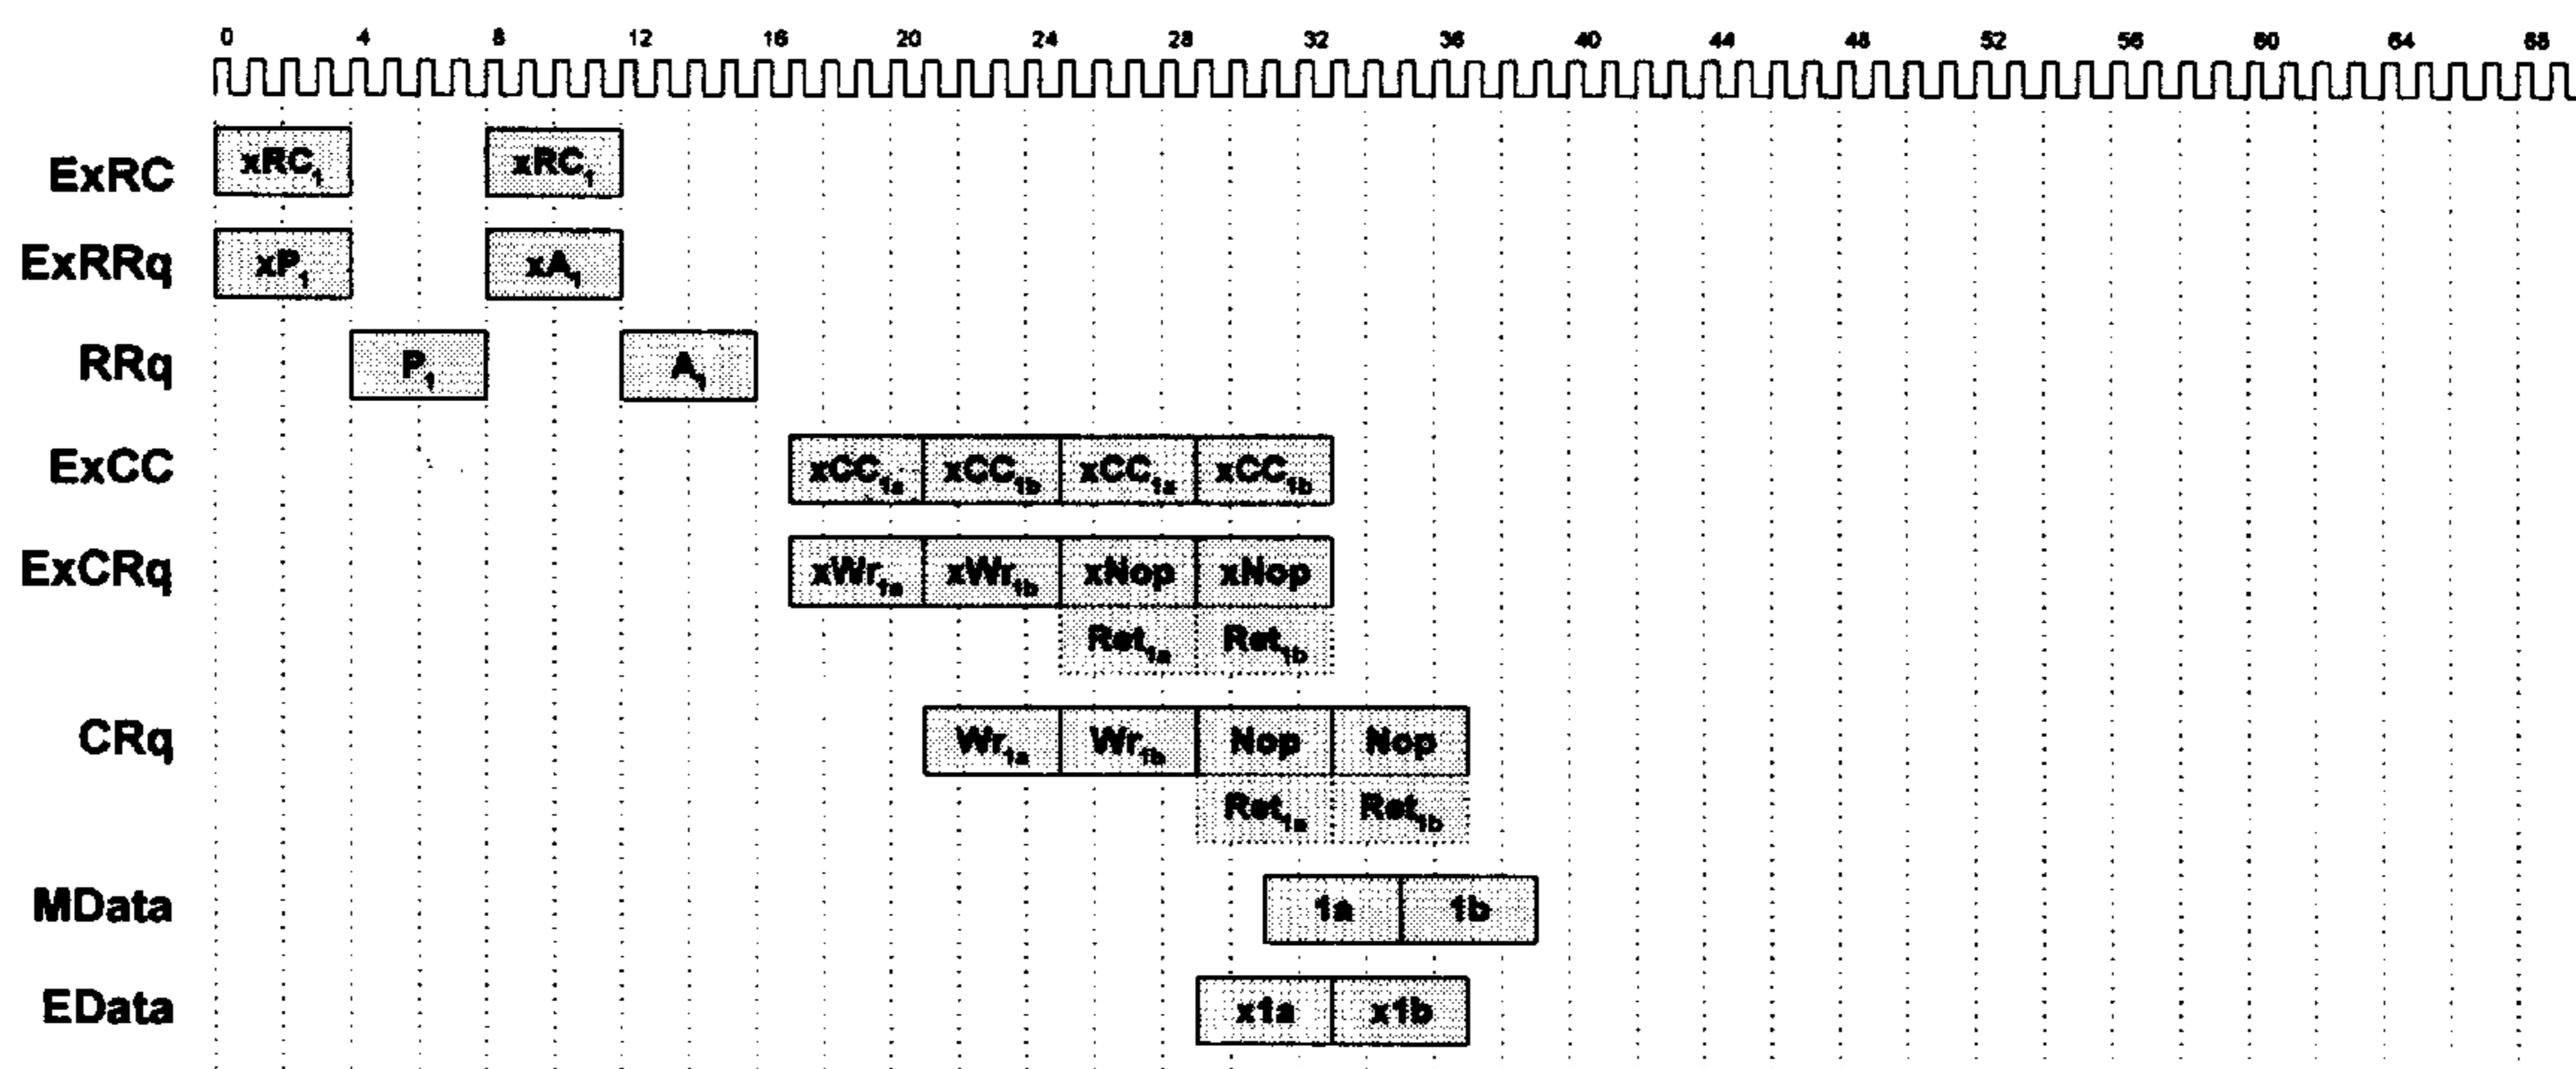 0 4 8 12 16 20 24 28 32 36 40 44 48 52 56 60 64 68
ExRC xRC1 xRC1
ExRRq xP1 xA1
RRq P1 A1
ExCC xCC1a xCC1b xCC1a xCC1b
ExCRq xWr1a xWr1b xNop xNop
Ret1a Ret1b
CRq Wr1a Wr1b Nop Nop
Ret1a Ret1b
MData 1a 1b
EData x1a x1b